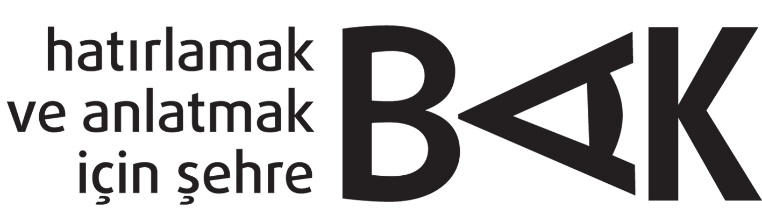 hatırlamak
ve anlatmak
için şehre
BAK